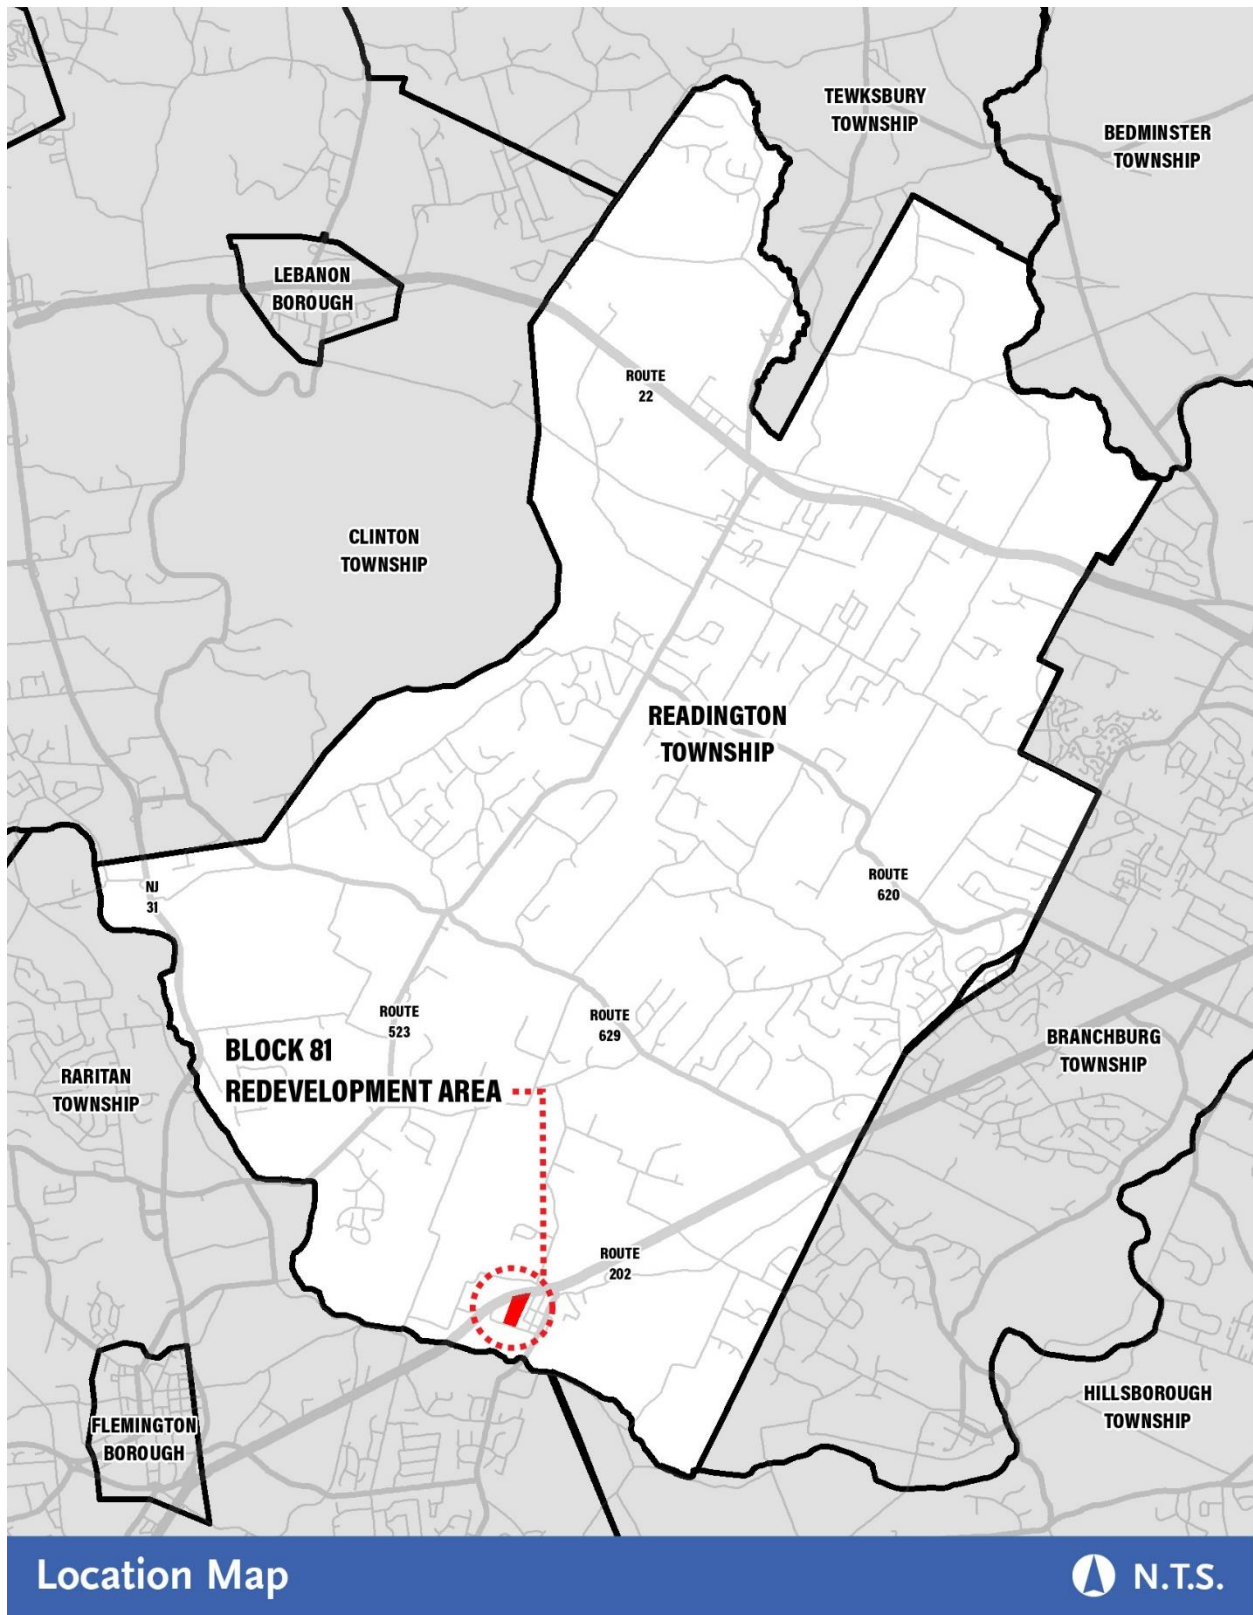 TEWKSBURY
TOWNSHIP
BEDMINSTER
TOWNSHIP
LEBANON
BOROUGH
ROUTE
22
CLINTON
TOWNSHIP
READINGTON
TOWNSHIP
NJ
31
ROUTE
620
ROUTE
523
ROUTE
629
BLOCK 81
REDEVELOPMENT AREA
RARITAN
TOWNSHIP
BRANCHBURG
TOWNSHIP
ROUTE
202
FLEMINGTON
BOROUGH
HILLSBOROUGH
TOWNSHIP
Location Map
N.T.S.